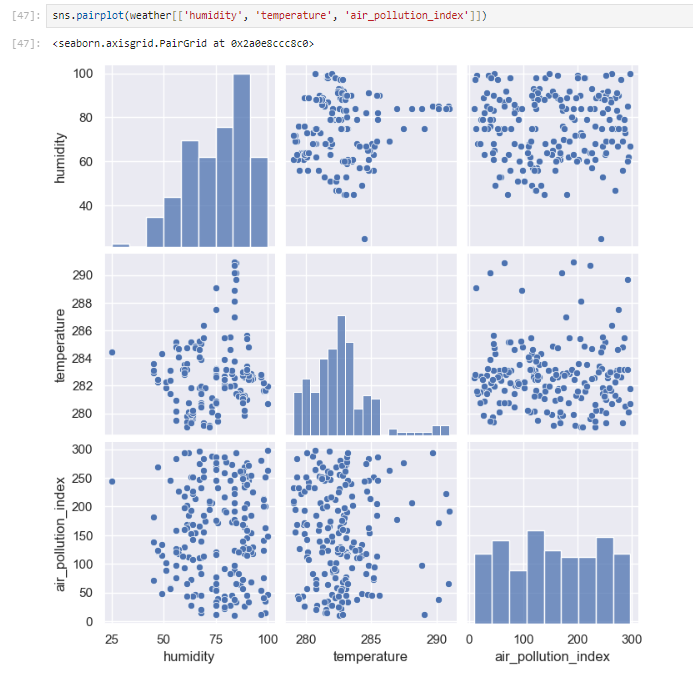 [47]: sns.pairplot(weather[['humidity', 'temperature', 'air_pollution_index']])
[47]: <seaborn.axisgrid.PairGrid at 0x2a0e8ccc8c0>
100
80
60
40
humidity
290
288
286
284
282
280
temperature
300
250
200
150
100
50
0
air_pollution_index
25 50 75 100
280 285 290
0 100 200 300
humidity temperature air_pollution_index